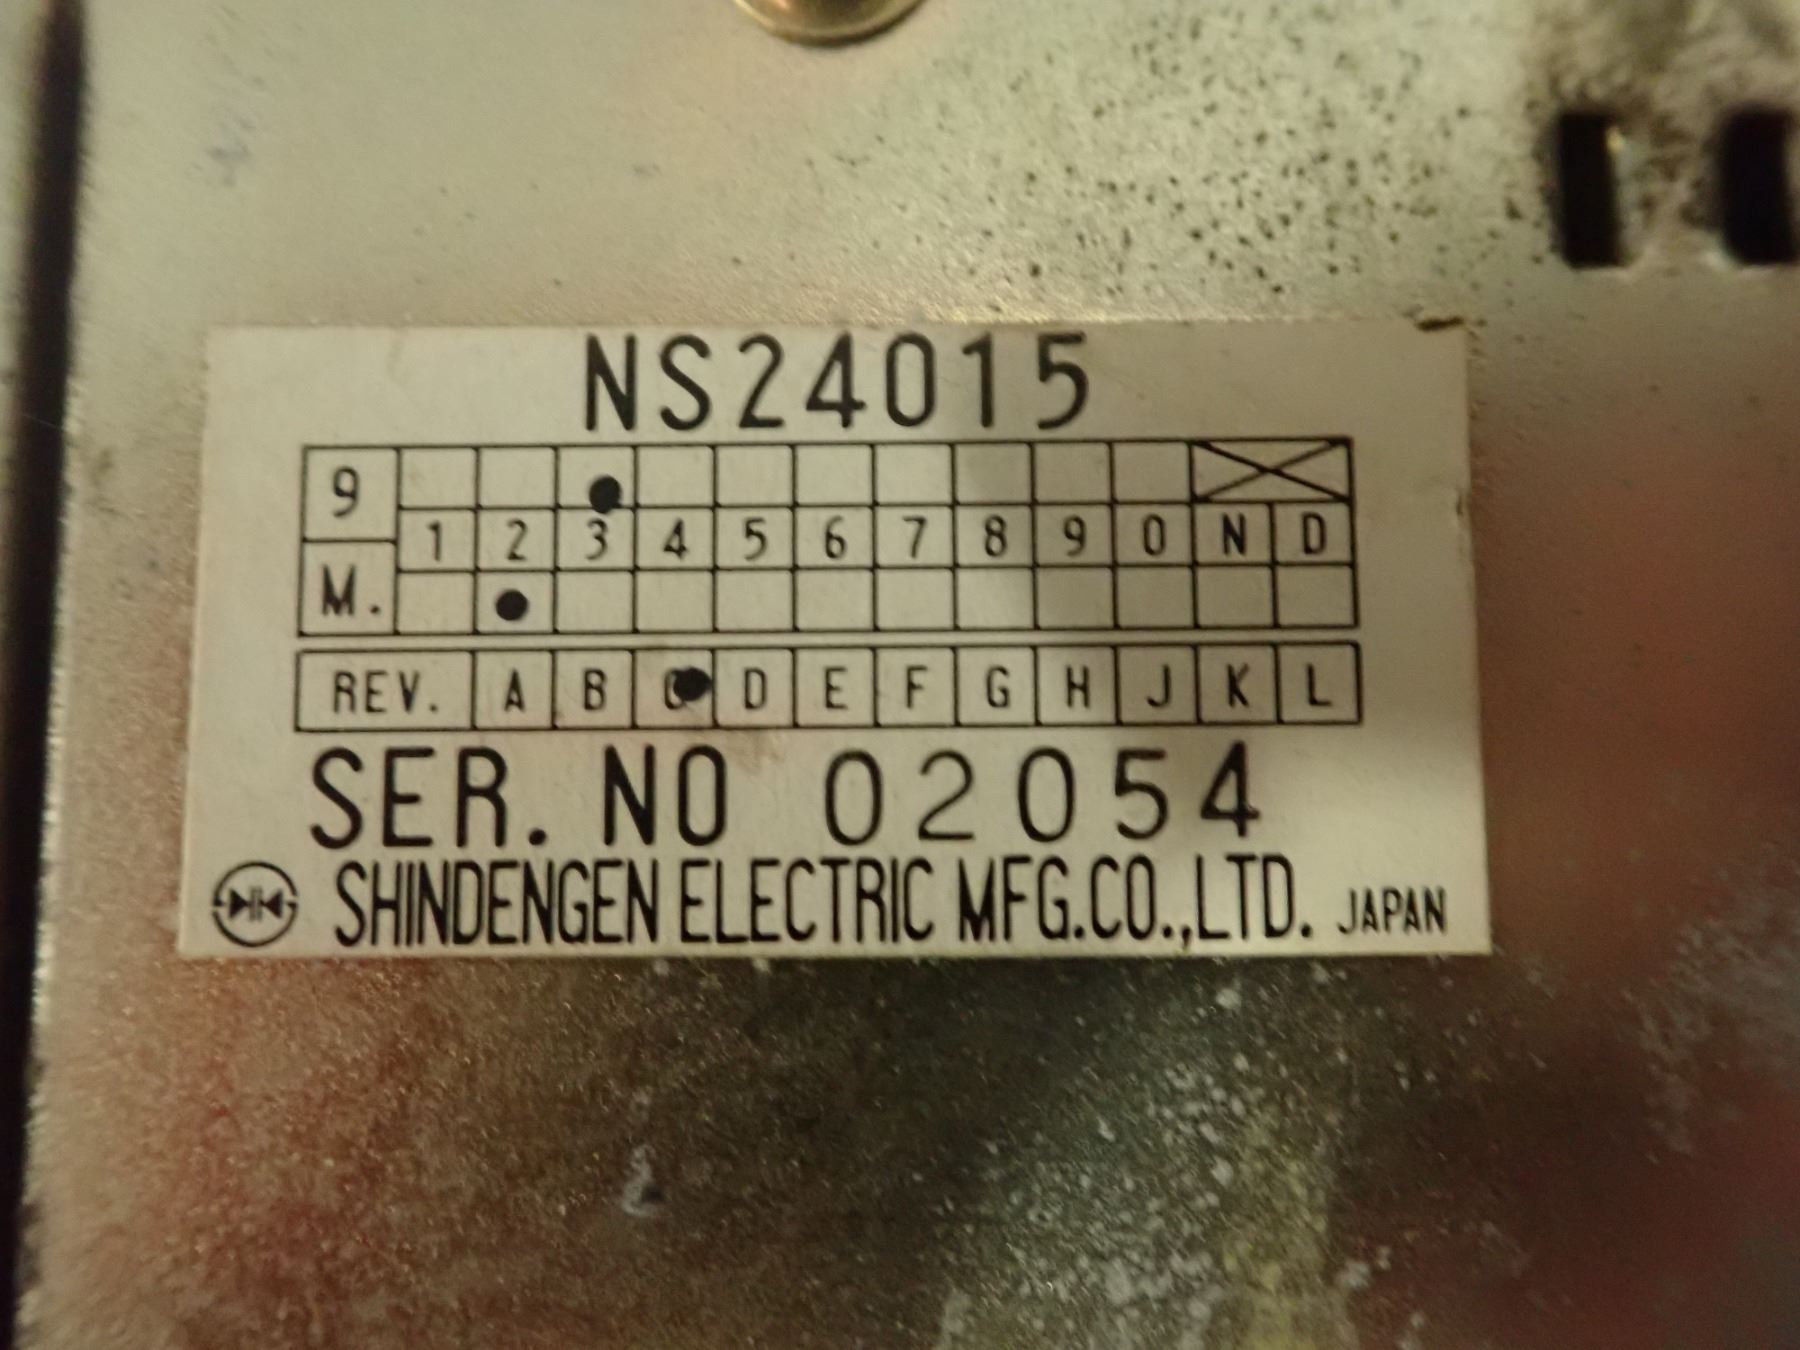 NS24015
9
1 2 3 4 5 6 7 8 9 0 N D
M.
REV. A B C D E F G H J K L
SER. NO 02054
SHINDENGEN ELECTRIC MFG.CO.,LTD. JAPAN